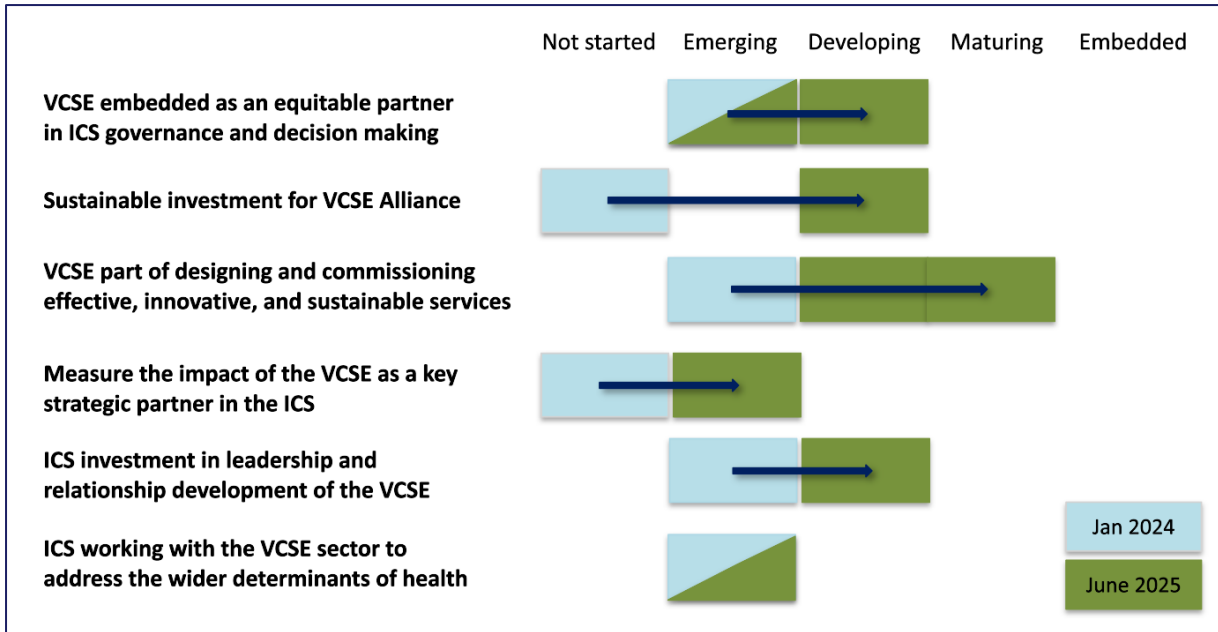 Not started Emerging Developing Maturing Embedded
VCSE embedded as an equitable partner
in ICS governance and decision making
Sustainable investment for VCSE Alliance
VCSE part of designing and commissioning
effective, innovative, and sustainable services
Measure the impact of the VCSE as a key
strategic partner in the ICS
ICS investment in leadership and
relationship development of the VCSE
ICS working with the VCSE sector to
address the wider determinants of health
Jan 2024
June 2025